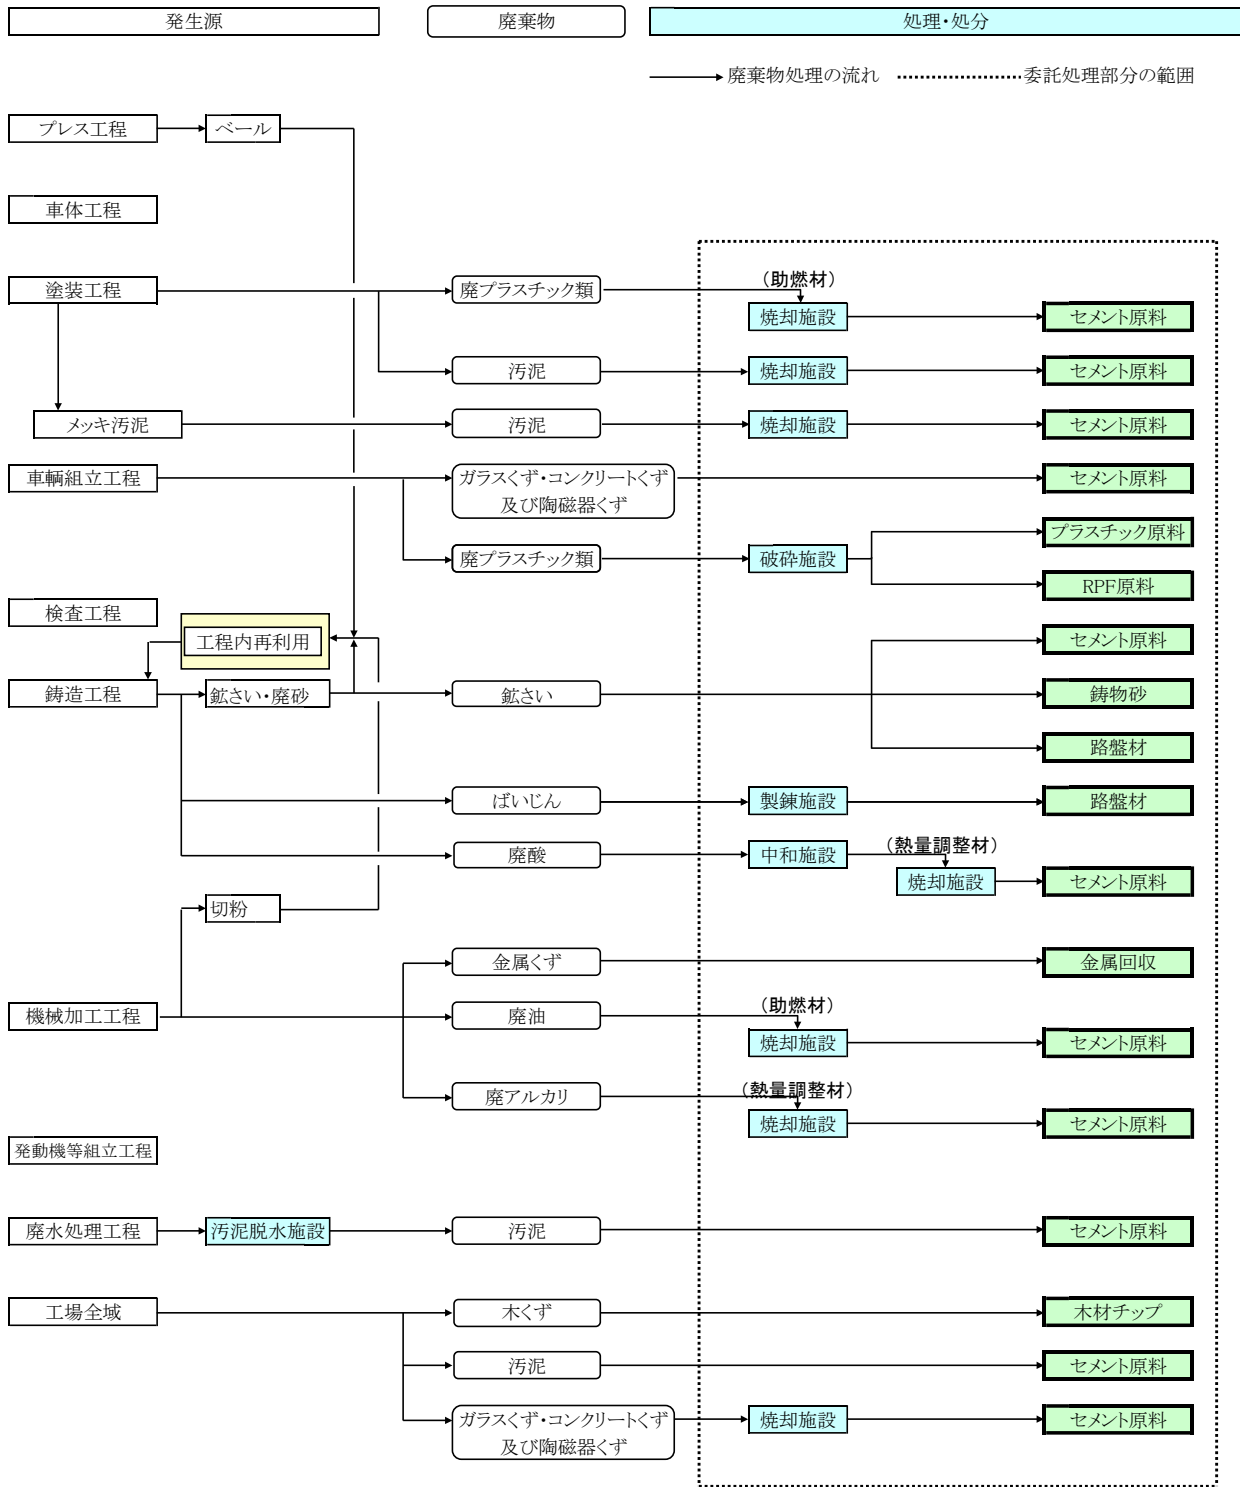 発生源
廃棄物
処理・処分
廃棄物処理の流れ
委託処理部分の範囲
プレス工程
ベール
車体工程
塗装工程
廃プラスチック類
（助燃材）
焼却施設
セメント原料
汚泥
焼却施設
セメント原料
メッキ汚泥
汚泥
焼却施設
セメント原料
車輌組立工程
ガラスくず・コンクリートくず
及び陶磁器くず
セメント原料
廃プラスチック類
破砕施設
プラスチック原料
RPF原料
検査工程
工程内再利用
セメント原料
鋳造工程
鉱さい・廃砂
鉱さい
鋳物砂
路盤材
ばいじん
製錬施設
路盤材
廃酸
中和施設
（熱量調整材）
焼却施設
セメント原料
切粉
金属くず
金属回収
機械加工工程
廃油
（助燃材）
焼却施設
セメント原料
廃アルカリ
（熱量調整材）
焼却施設
セメント原料
発動機等組立工程
廃水処理工程
汚泥脱水施設
汚泥
セメント原料
工場全域
木くず
木材チップ
汚泥
セメント原料
ガラスくず・コンクリートくず
及び陶磁器くず
焼却施設
セメント原料